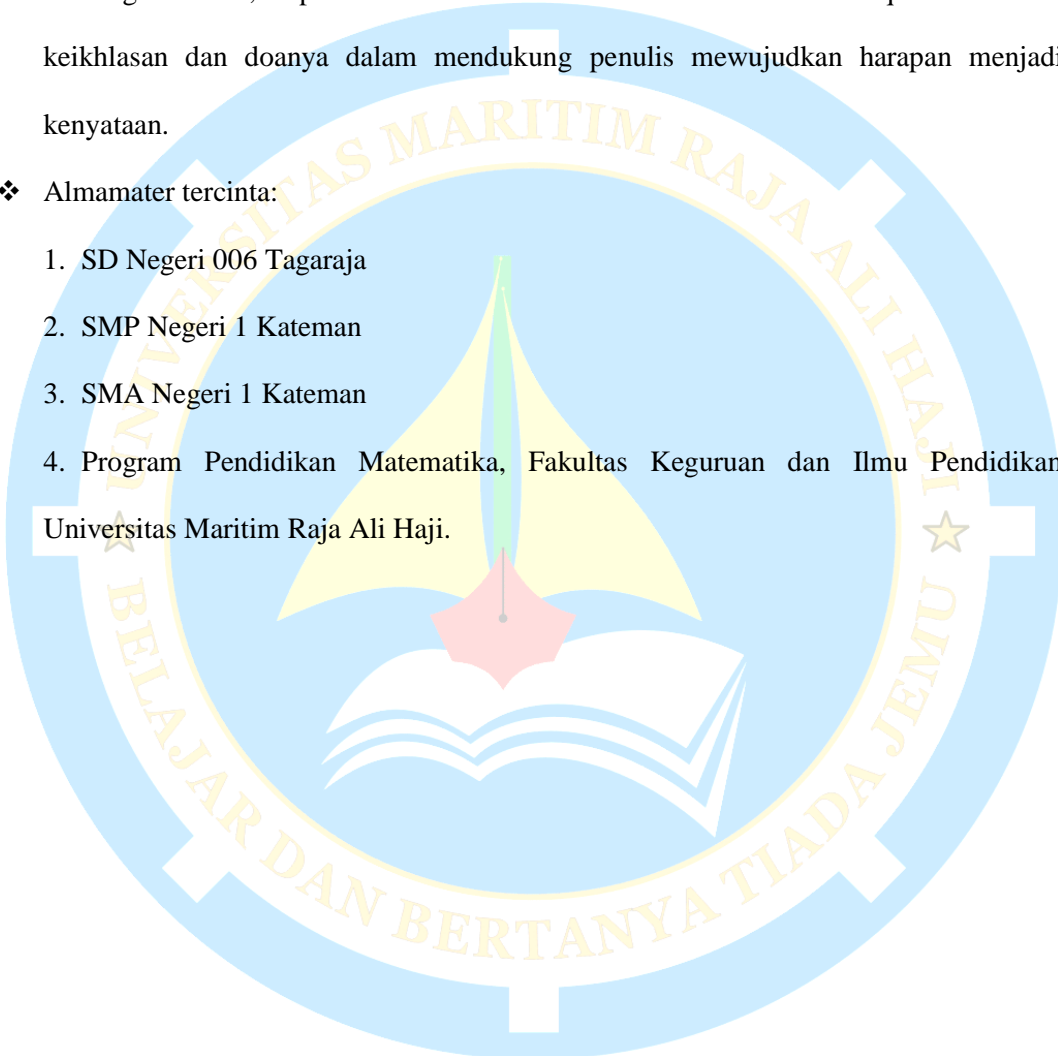 keikhlasan dan doanya dalam mendukung penulis mewujudkan harapan menjadi
kenyataan.
❖ Almamater tercinta:
1. SD Negeri 006 Tagaraja
2. SMP Negeri 1 Kateman
3. SMA Negeri 1 Kateman
4. Program Pendidikan Matematika, Fakultas Keguruan dan Ilmu Pendidikan
Universitas Maritim Raja Ali Haji.
UNIVERSITAS MARITIM RAJA ALI HAJI
BELAJAR DAN BERTANYA TIADA JEMU